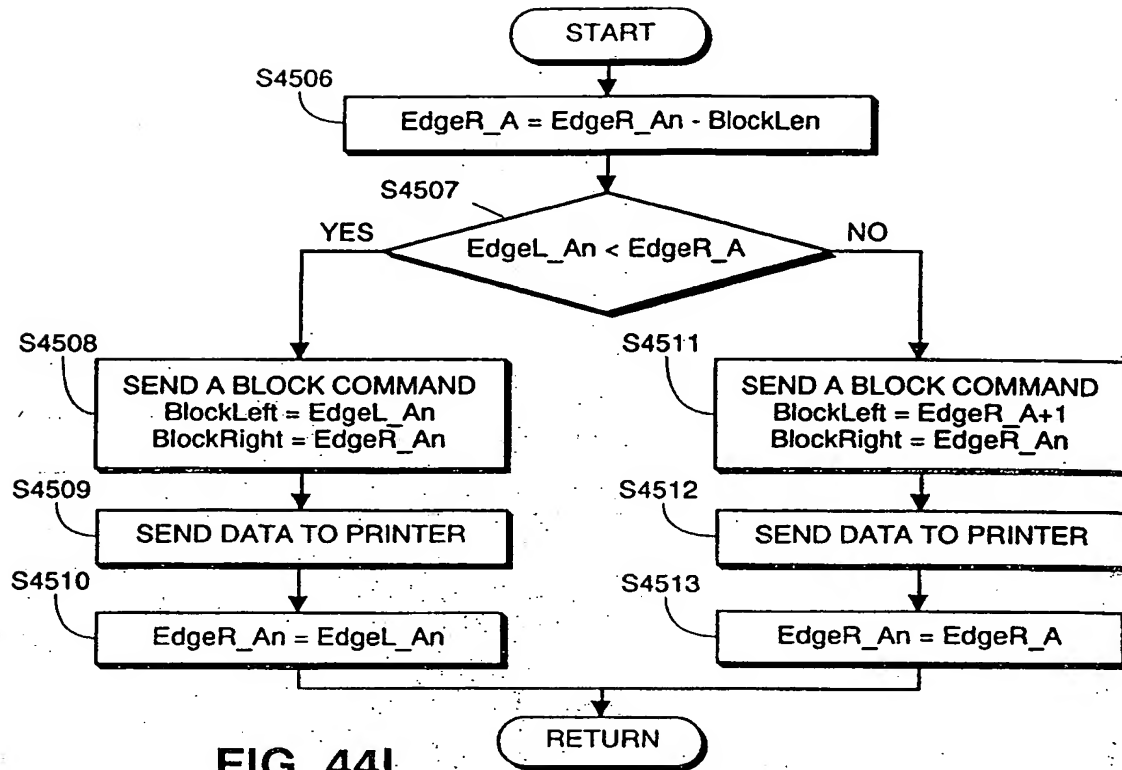 START
S4506
EdgeR_A = EdgeR_An - BlockLen
S4507
YES
EdgeL_An < EdgeR_A
NO
S4508
SEND A BLOCK COMMAND
BlockLeft = EdgeL_An
BlockRight = EdgeR_An
S4511
SEND A BLOCK COMMAND
BlockLeft = EdgeR_A+1
BlockRight = EdgeR_An
S4509
SEND DATA TO PRINTER
S4512
SEND DATA TO PRINTER
S4510
EdgeR_An = EdgeL_An
S4513
EdgeR_An = EdgeR_A
RETURN
FIG. 44I